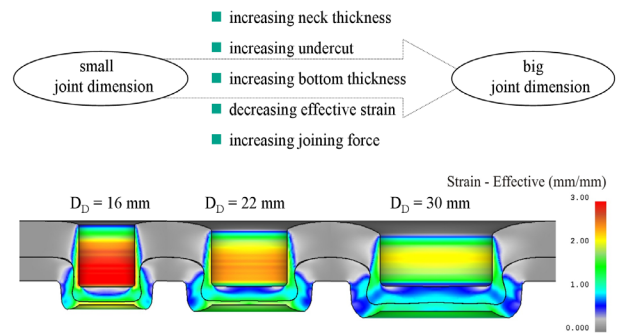 increasing neck thickness
increasing undercut
small
joint dimension
increasing bottom thickness
big
joint dimension
decreasing effective strain
increasing joining force
Strain - Effective (mm/mm)
D_D = 16 mm
D_D = 22 mm
D_D = 30 mm
3.00
2.00
1.00
0.000